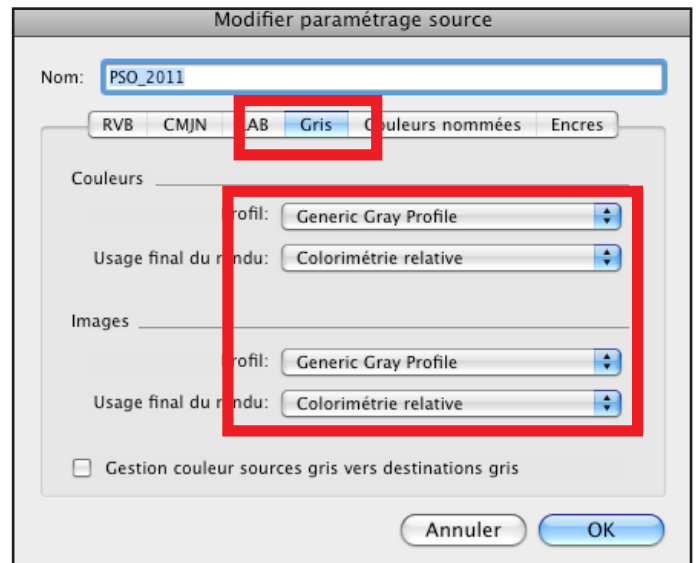 Modifier paramétrage source
Nom: PSO_2011
RVB CMJN LAB Gris Couleurs nommées Encres
Couleurs
Profil: Generic Gray Profile
Usage final du rendu: Colorimétrie relative
Images
Profil: Generic Gray Profile
Usage final du rendu: Colorimétrie relative
Gestion couleur sources gris vers destinations gris
Annuler OK